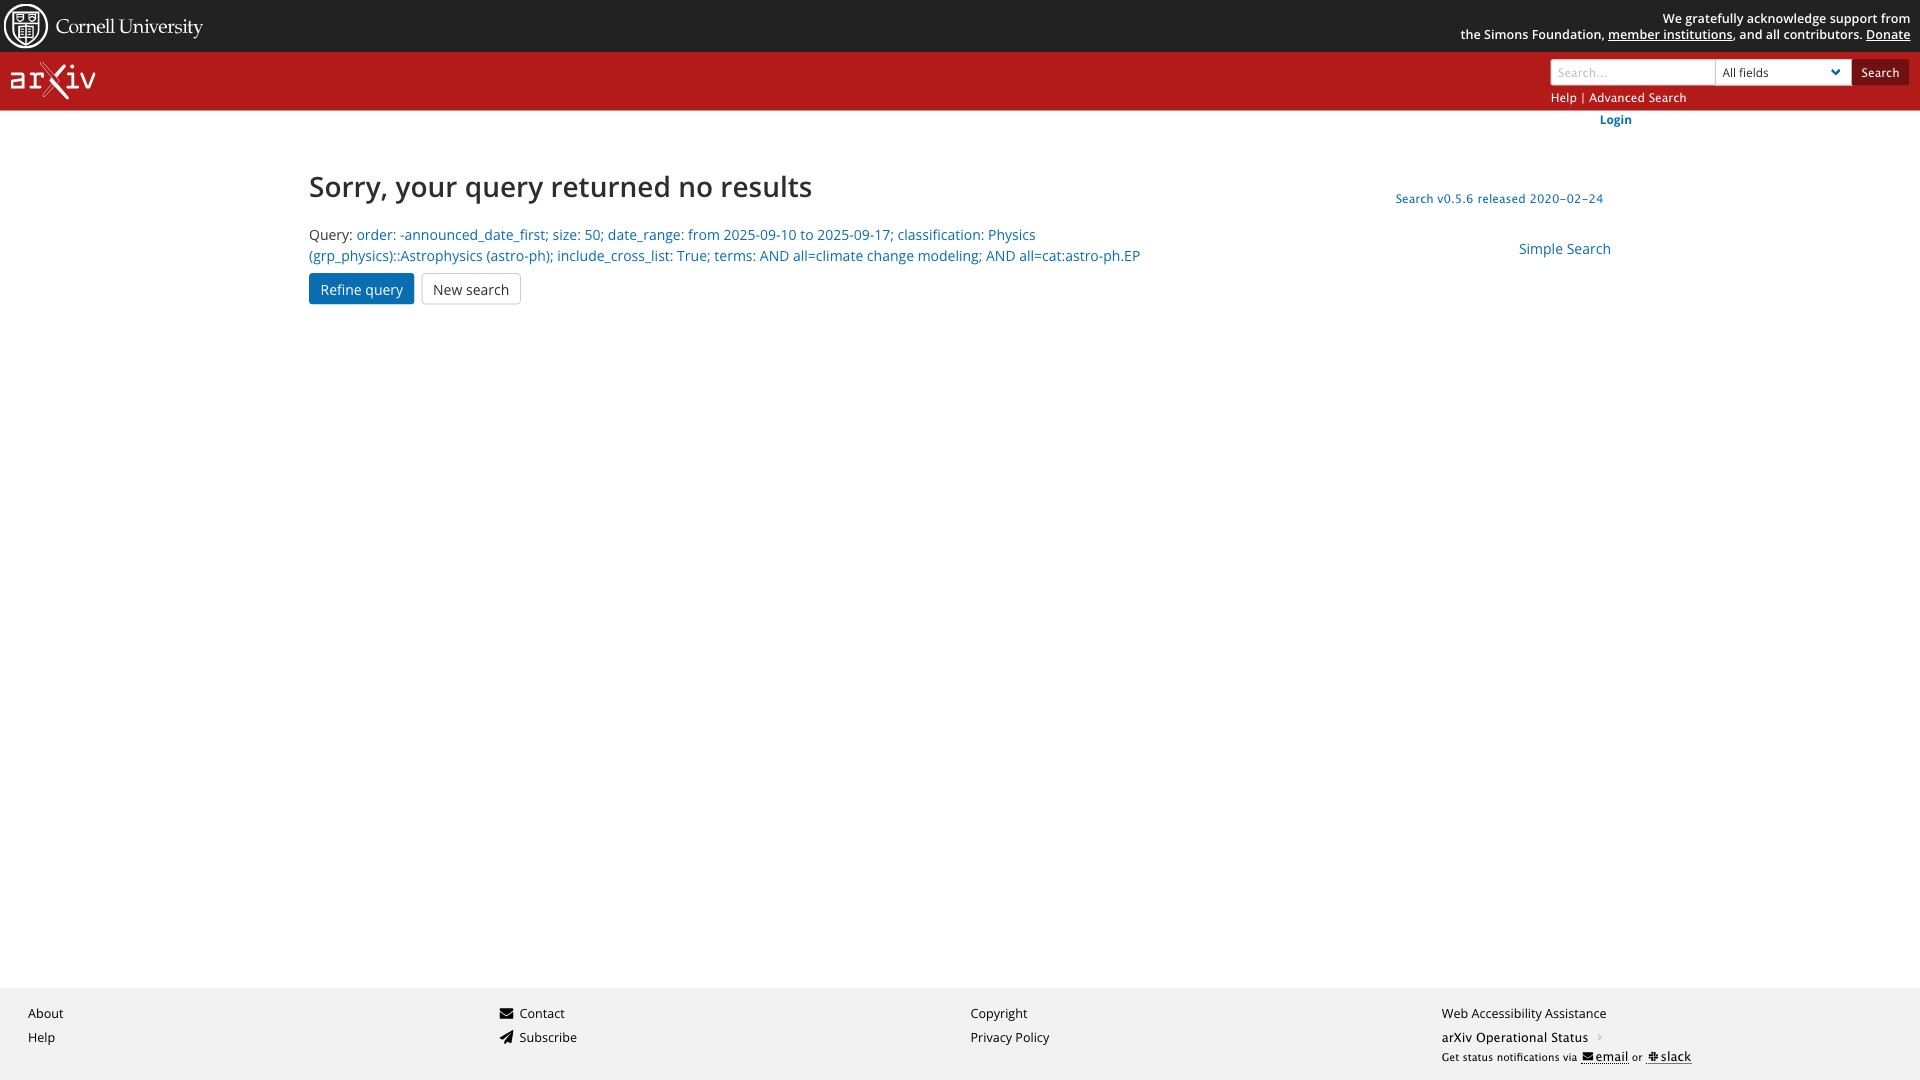 Cornell University
We gratefully acknowledge support from
the Simons Foundation, member institutions, and all contributors. Donate
arXiv
Search...
All fields
Search
Help | Advanced Search
Login
Sorry, your query returned no results
Search v0.5.6 released 2020-02-24
Query: order: -announced_date_first; size: 50; date_range: from 2025-09-10 to 2025-09-17; classification: Physics
(grp_physics)::Astrophysics (astro-ph); include_cross_list: True; terms: AND all=climate change modeling; AND all=cat:astro-ph.EP
Simple Search
Refine query
New search
About
Help
Contact
Subscribe
Copyright
Privacy Policy
Web Accessibility Assistance
arXiv Operational Status
Get status notifications via email or slack